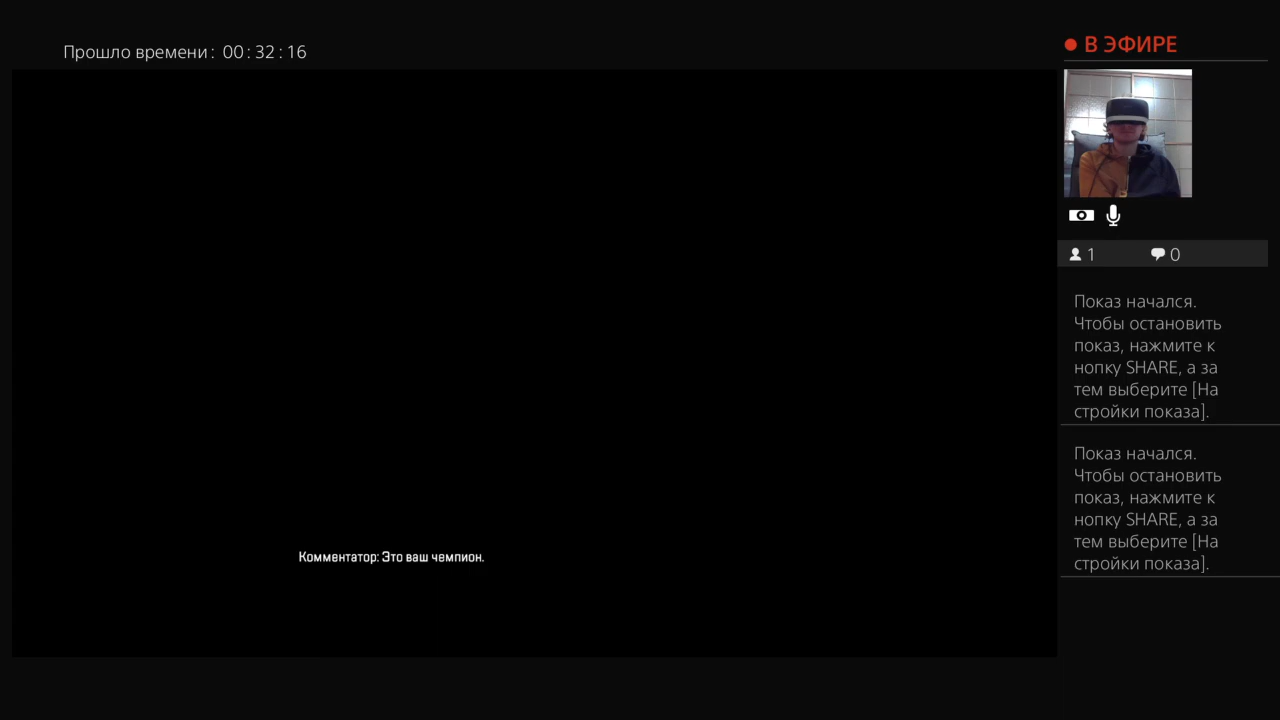 Прошло времени: 00:32:16
В ЭФИРЕ
1
0
Показ начался.
Чтобы остановить
показ, нажмите к
нопку SHARE, а за
тем выберите [На
стройки показа].
Показ начался.
Чтобы остановить
показ, нажмите к
нопку SHARE, а за
тем выберите [На
стройки показа].
Комментатор: Это ваш чемпион.